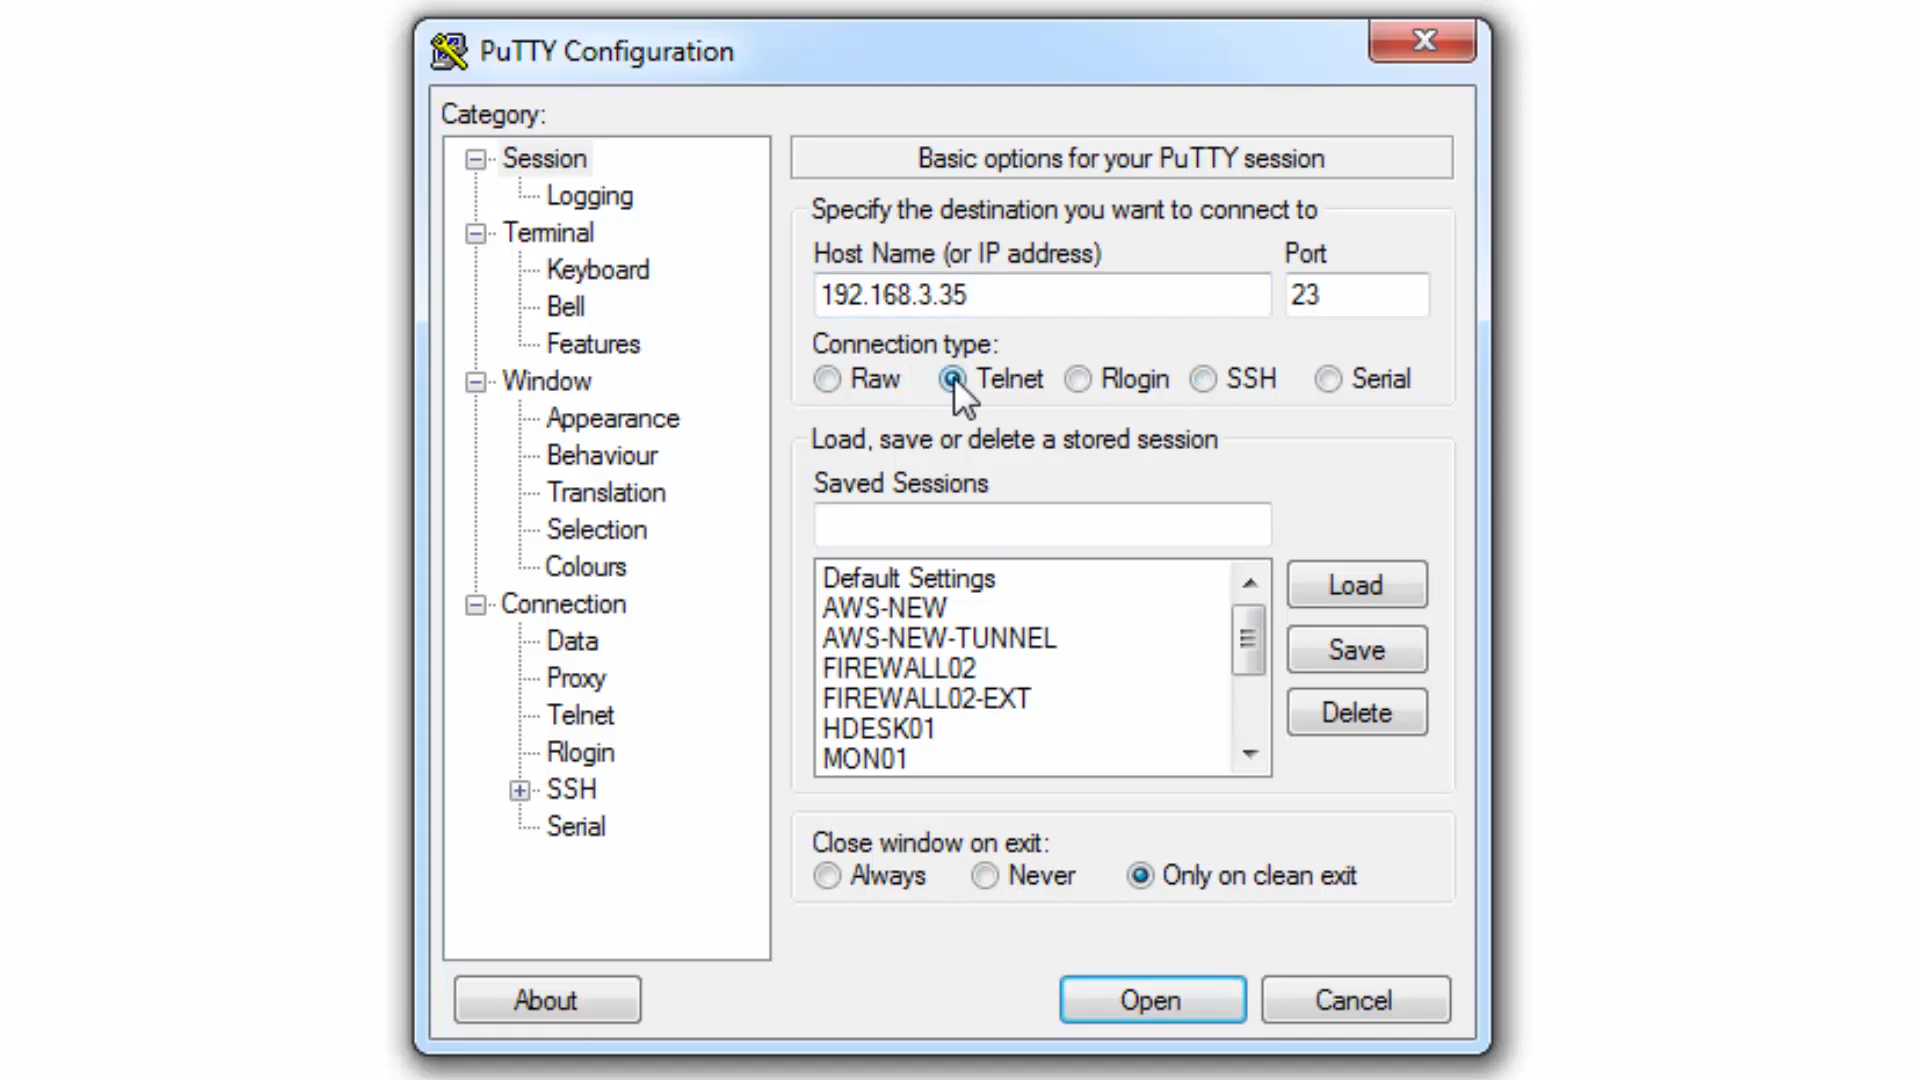 PuTTY Configuration
Category:
Session
Logging
Terminal
Keyboard
Bell
Features
Window
Appearance
Behaviour
Translation
Selection
Colours
Connection
Data
Proxy
Telnet
Rlogin
SSH
Serial
Basic options for your PuTTY session
Specify the destination you want to connect to
Host Name (or IP address) Port
192.168.3.35 23
Connection type:
Raw Telnet Rlogin SSH Serial
Load, save or delete a stored session
Saved Sessions
Default Settings
AWS-NEW
AWS-NEW-TUNNEL
FIREWALL02
FIREWALL02-EXT
HDESK01
MON01
Load
Save
Delete
Close window on exit:
Always Never Only on clean exit
About Open Cancel